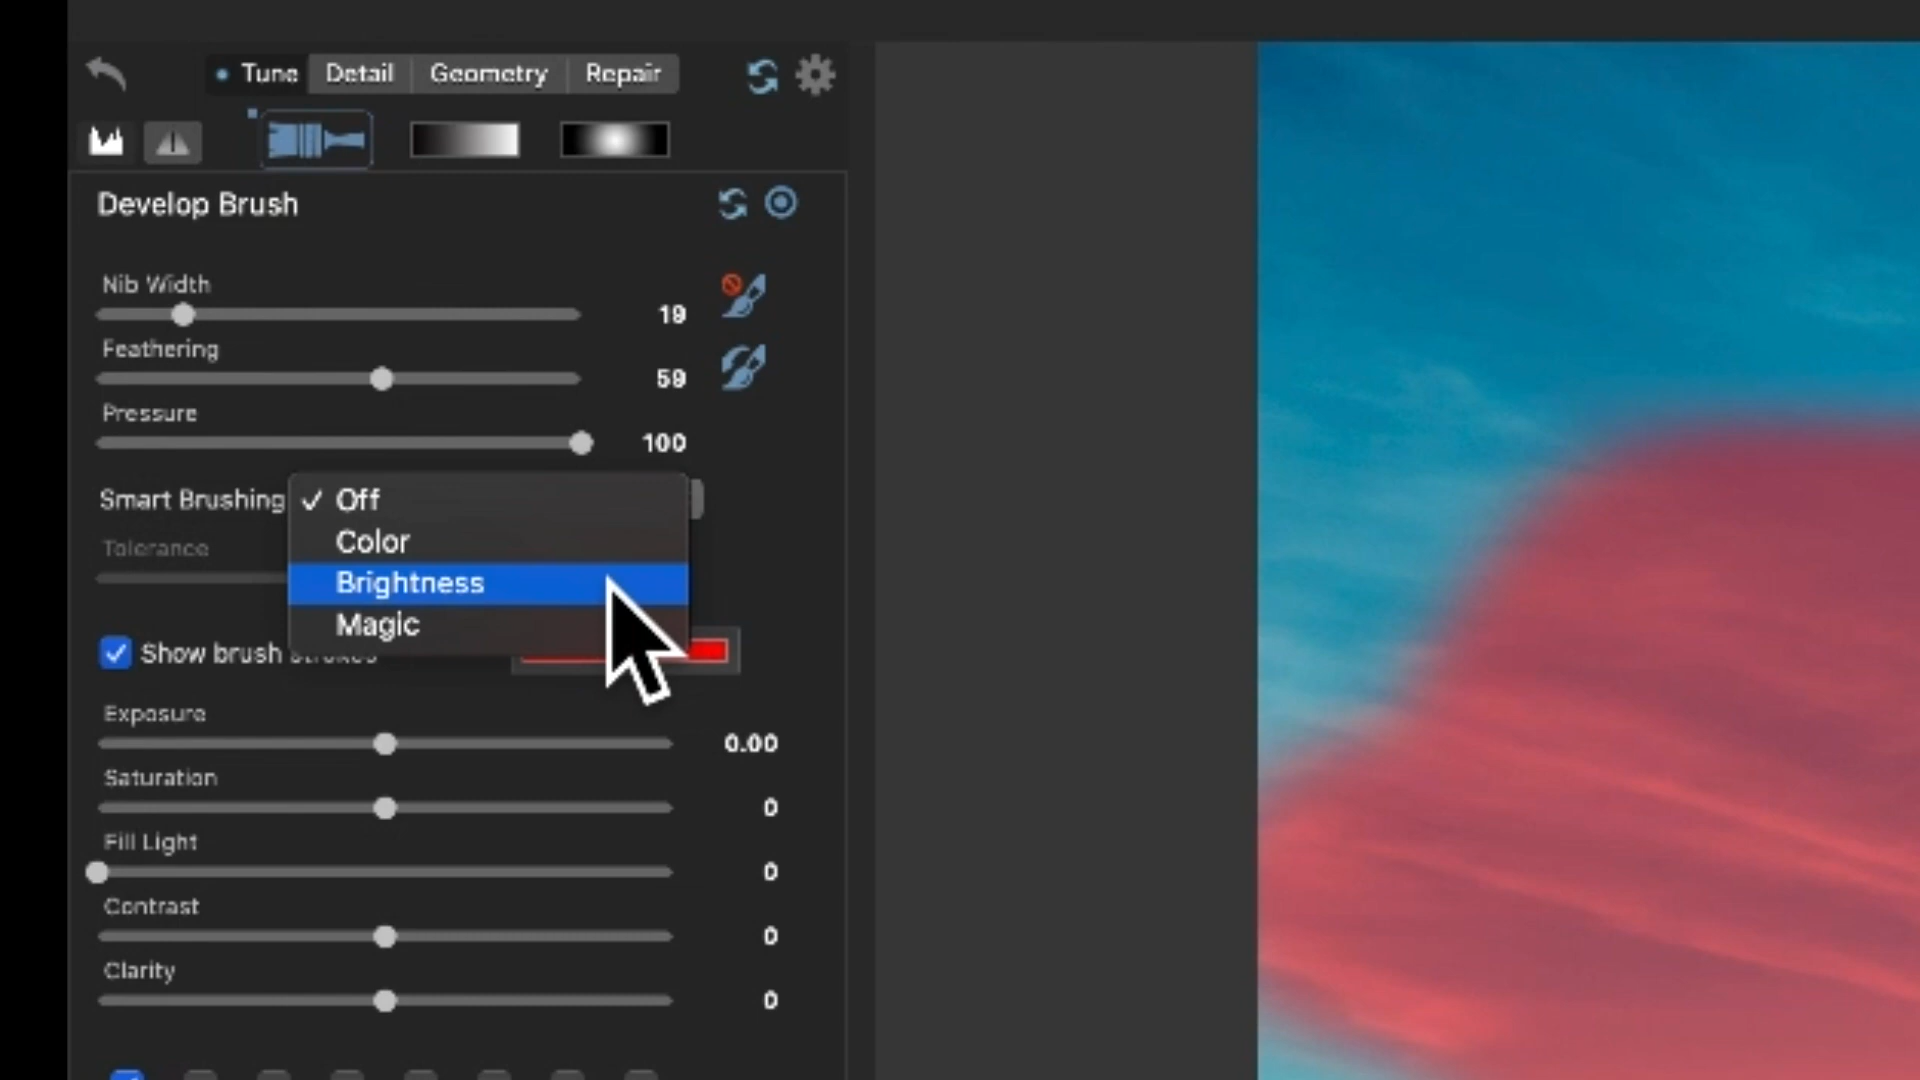 Tune Detail Geometry Repair
Develop Brush
Nib Width
19
Feathering
59
Pressure
100
Smart Brushing
Off
Color
Brightness
Magic
Tolerance
Show brush strokes
Exposure
0.00
Saturation
0
Fill Light
0
Contrast
0
Clarity
0